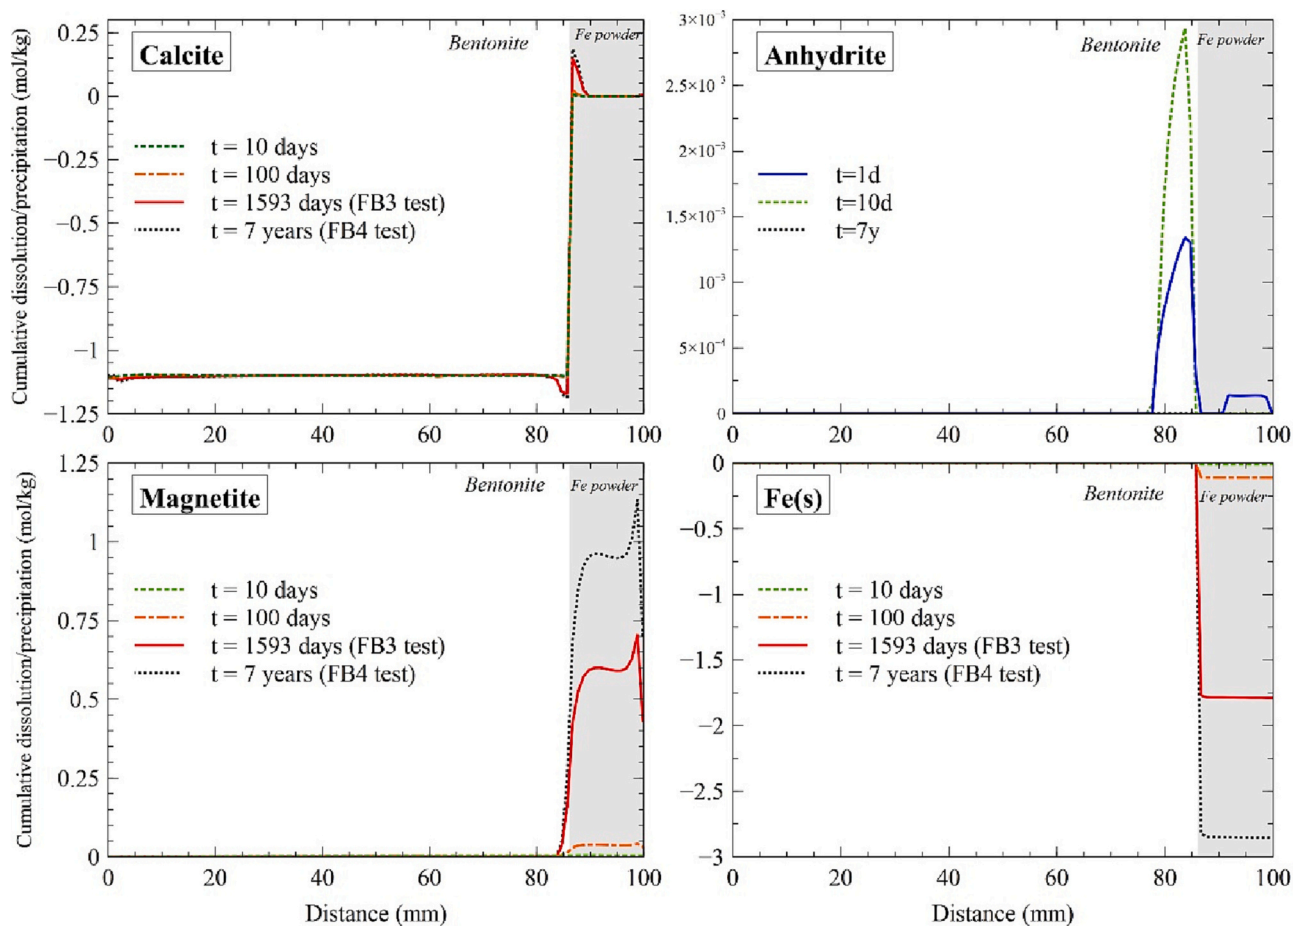 Cumulative dissolution/precipitation (mol/kg)
0.25
0
−0.25
−0.5
−0.75
−1
−1.25
Calcite
Bentonite
Fe powder
t = 10 days
t = 100 days
t = 1593 days (FB3 test)
t = 7 years (FB4 test)
0 20 40 60 80 100
3×10⁻³
2.5×10⁻³
2×10⁻³
1.5×10⁻³
10⁻³
5×10⁻⁴
0
Bentonite
Fe powder
Anhydrite
t=1d
t=10d
t=7y
0 20 40 60 80 100
Cumulative dissolution/precipitation (mol/kg)
1.25
1
0.75
0.5
0.25
0
Magnetite
Bentonite
Fe powder
t = 10 days
t = 100 days
t = 1593 days (FB3 test)
t = 7 years (FB4 test)
0 20 40 60 80 100
Distance (mm)
0
−0.5
−1
−1.5
−2
−2.5
−3
Fe(s)
Bentonite
Fe powder
t = 10 days
t = 100 days
t = 1593 days (FB3 test)
t = 7 years (FB4 test)
0 20 40 60 80 100
Distance (mm)